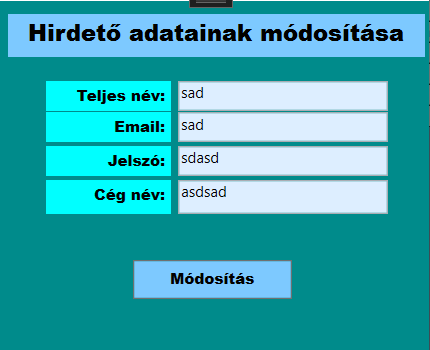 Hirdető adatainak módosítása
Teljes név: sad
Email: sad
Jelszó: sdasd
Cég név: asdsad
Módosítás